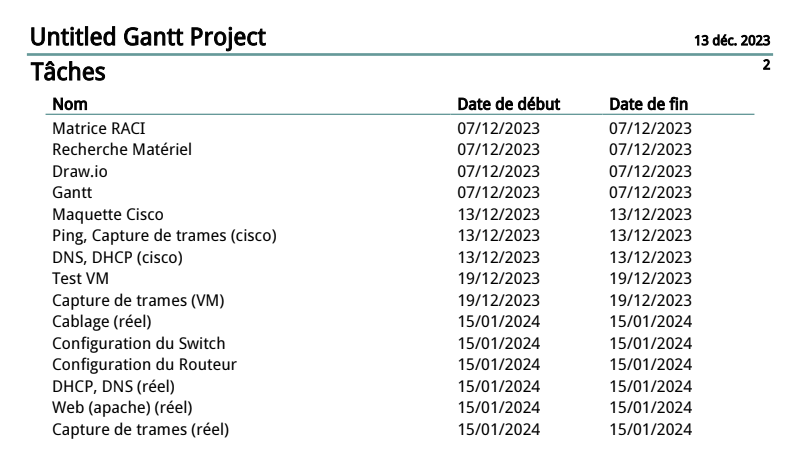 Untitled Gantt Project 13 déc. 2023
Tâches 2
Nom Date de début Date de fin
Matrice RACI 07/12/2023 07/12/2023
Recherche Matériel 07/12/2023 07/12/2023
Draw.io 07/12/2023 07/12/2023
Gantt 07/12/2023 07/12/2023
Maquette Cisco 13/12/2023 13/12/2023
Ping, Capture de trames (cisco) 13/12/2023 13/12/2023
DNS, DHCP (cisco) 13/12/2023 13/12/2023
Test VM 19/12/2023 19/12/2023
Capture de trames (VM) 19/12/2023 19/12/2023
Cablage (réel) 15/01/2024 15/01/2024
Configuration du Switch 15/01/2024 15/01/2024
Configuration du Routeur 15/01/2024 15/01/2024
DHCP, DNS (réel) 15/01/2024 15/01/2024
Web (apache) (réel) 15/01/2024 15/01/2024
Capture de trames (réel) 15/01/2024 15/01/2024